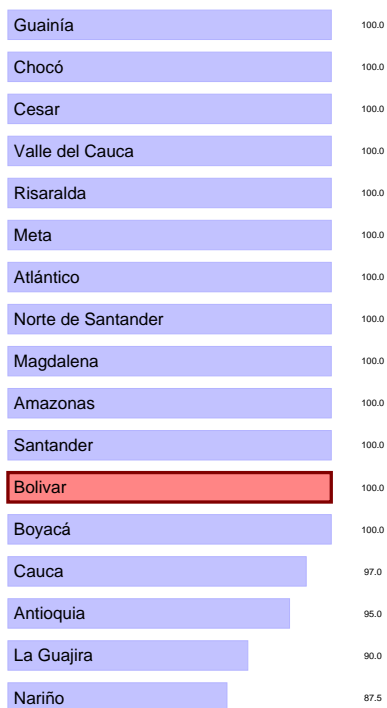 Guainía 100.0
Chocó 100.0
Cesar 100.0
Valle del Cauca 100.0
Risaralda 100.0
Meta 100.0
Atlántico 100.0
Norte de Santander 100.0
Magdalena 100.0
Amazonas 100.0
Santander 100.0
Bolivar 100.0
Boyacá 100.0
Cauca 97.0
Antioquia 95.0
La Guajira 90.0
Nariño 87.5